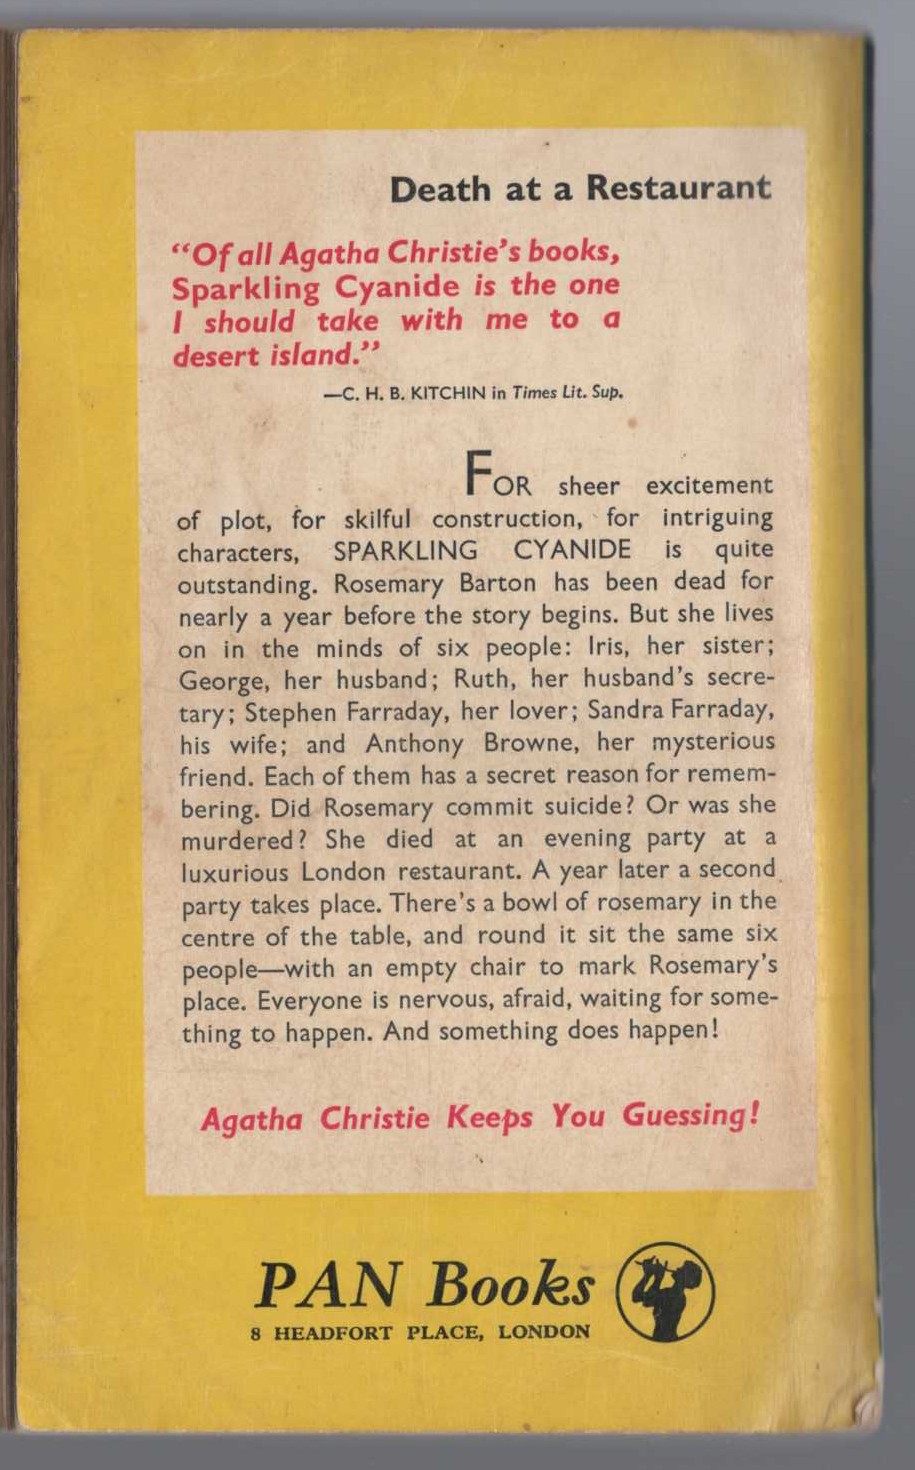 Death at a Restaurant
“Of all Agatha Christie’s books,
Sparkling Cyanide is the one
I should take with me to a
desert island.”
—C. H. B. KITCHIN in Times Lit. Sup.
FOR sheer excitement
of plot, for skilful construction, for intriguing
characters, SPARKLING CYANIDE is quite
outstanding. Rosemary Barton has been dead for
nearly a year before the story begins. But she lives
on in the minds of six people: Iris, her sister;
George, her husband; Ruth, her husband’s secre-
tary; Stephen Farraday, her lover; Sandra Farraday,
his wife; and Anthony Browne, her mysterious
friend. Each of them has a secret reason for remem-
bering. Did Rosemary commit suicide? Or was she
murdered? She died at an evening party at a
luxurious London restaurant. A year later a second
party takes place. There’s a bowl of rosemary in the
centre of the table, and round it sit the same six
people—with an empty chair to mark Rosemary’s
place. Everyone is nervous, afraid, waiting for some-
thing to happen. And something does happen!
Agatha Christie Keeps You Guessing!
PAN Books
8 HEADFORT PLACE, LONDON